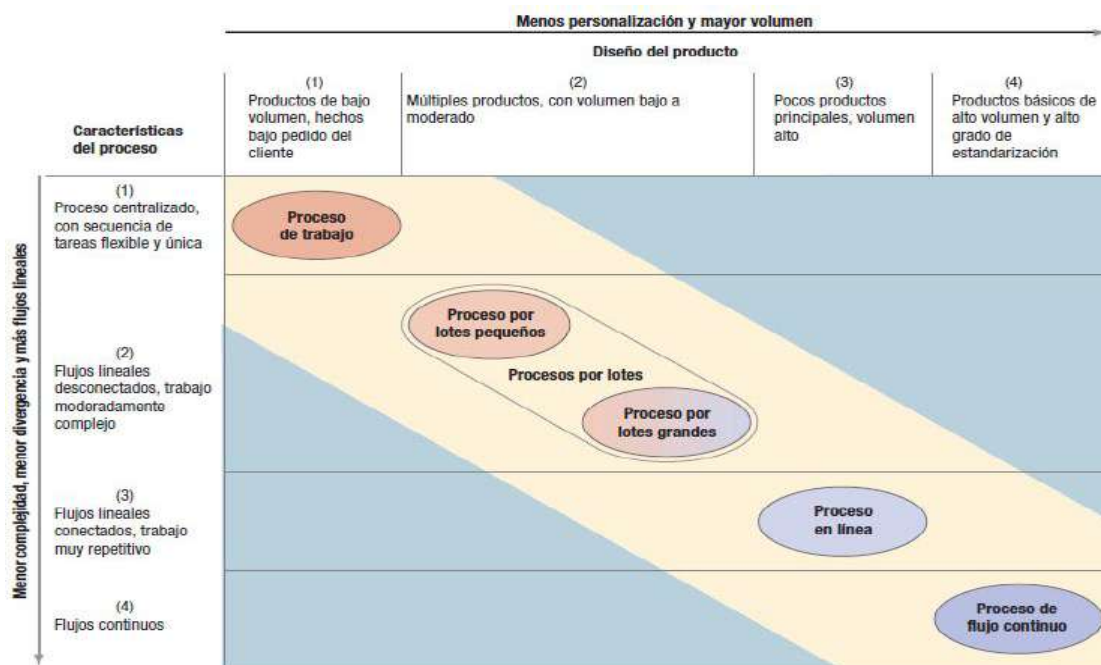 Menos personalización y mayor volumen
Diseño del producto
(1)
Productos de bajo
volumen, hechos
bajo pedido del
cliente
(2)
Múltiples productos, con volumen bajo a
moderado
(3)
Pocos productos
principales, volumen
alto
(4)
Productos básicos de
alto volumen y alto
grado de
estandarización
Características
del proceso
Menor complejidad, menor divergencia y más flujos lineales
(1)
Proceso centralizado,
con secuencia de
tareas flexible y única
Proceso
de trabajo
(2)
Flujos lineales
desconectados, trabajo
moderadamente
complejo
Proceso por
lotes pequeños
Procesos por lotes
Proceso por
lotes grandes
(3)
Flujos lineales
conectados, trabajo
muy repetitivo
Proceso
en línea
(4)
Flujos continuos
Proceso de
flujo continuo